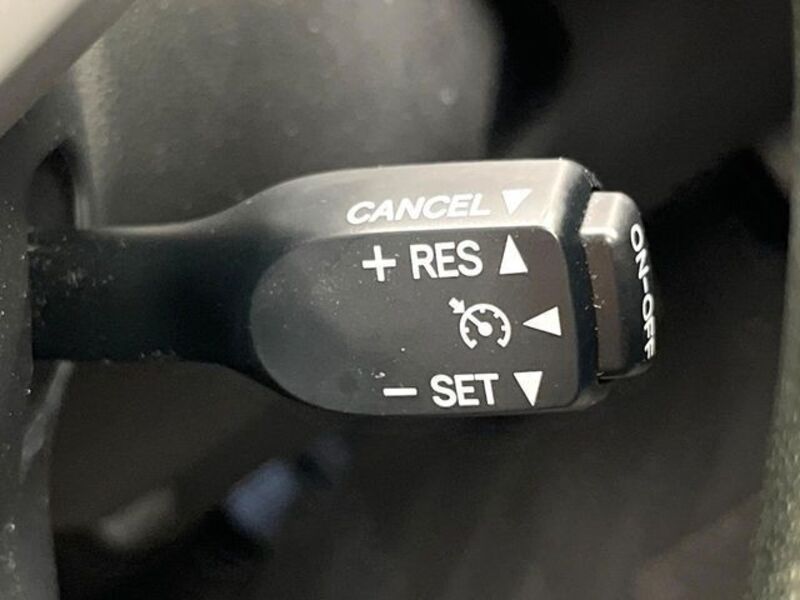 CANCEL ▼
+ RES ▲
◀
− SET ▼
ON-OFF